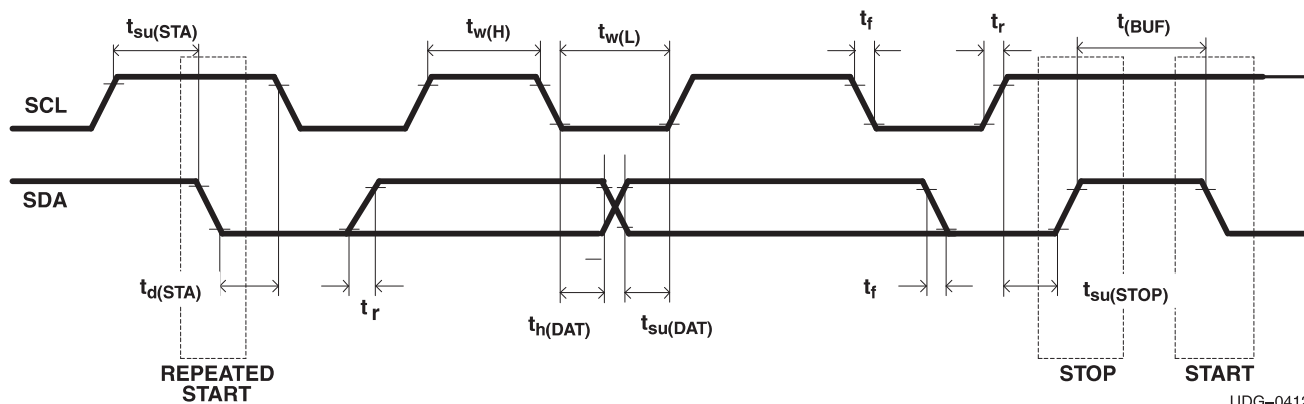 tsu(STA)
tw(H)
tw(L)
tf
tr
t(BUF)
SCL
SDA
td(STA)
tr
th(DAT)
tsu(DAT)
tf
tsu(STOP)
REPEATED
START
STOP
START